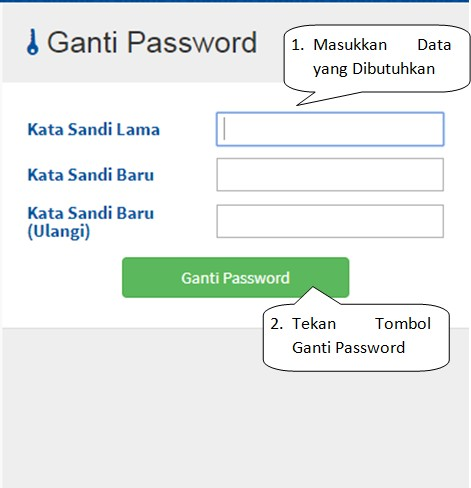 Ganti Password
1. Masukkan Data
yang Dibutuhkan
Kata Sandi Lama
Kata Sandi Baru
Kata Sandi Baru
(Ulangi)
Ganti Password
2. Tekan Tombol
Ganti Password